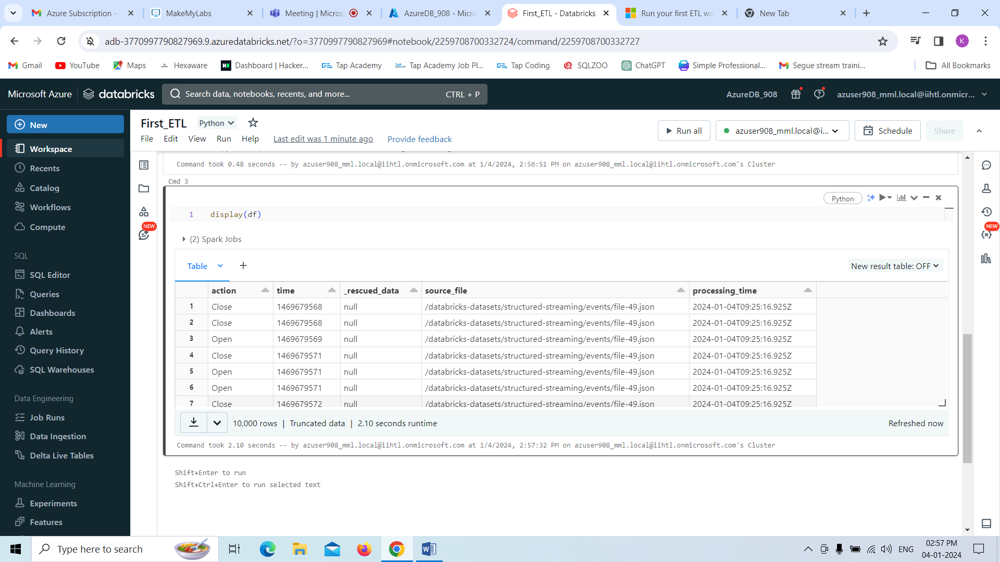 Azure Subscription -
MakeMyLabs
Meeting | Micros
AzureDB_908 - Micro
First_ETL - Databricks
Run your first ETL wo
New Tab
adb-3770997790827969.9.azuredatabricks.net/?o=3770997790827969#notebook/2259708700332724/command/2259708700332727
K
Gmail
YouTube
Maps
Hexaware
Dashboard | Hacker...
Tap Academy
Tap Academy Job Pl...
Tap Coding
SQLZOO
ChatGPT
Simple Professional...
Segue stream traini...
All Bookmarks
Microsoft Azure
databricks
Search data, notebooks, recents, and more...
CTRL + P
AzureDB_908
azuser908_mml.local@iihtl.onmicr...
New
Workspace
Recents
Catalog
Workflows
Compute
SQL
SQL Editor
Queries
Dashboards
Alerts
Query History
SQL Warehouses
Data Engineering
Job Runs
Data Ingestion
Delta Live Tables
Machine Learning
Experiments
Features
First_ETL
Python
File Edit View Run Help
Last edit was 1 minute ago
Provide feedback
Run all
azuser908_mml.local@i...
Schedule
Share
NEW
NEW
Command took 0.48 seconds -- by azuser908_mml.local@iihtl.onmicrosoft.com at 1/4/2024, 2:56:51 PM on azuser908_mml.local@iihtl.onmicrosoft.com's Cluster
Cmd 3
Python
1 display(df)
(2) Spark Jobs
Table
New result table: OFF
action time _rescued_data source_file processing_time
1 Close 1469679568 null /databricks-datasets/structured-streaming/events/file-49.json 2024-01-04T09:25:16.925Z
2 Close 1469679568 null /databricks-datasets/structured-streaming/events/file-49.json 2024-01-04T09:25:16.925Z
3 Open 1469679569 null /databricks-datasets/structured-streaming/events/file-49.json 2024-01-04T09:25:16.925Z
4 Close 1469679571 null /databricks-datasets/structured-streaming/events/file-49.json 2024-01-04T09:25:16.925Z
5 Open 1469679571 null /databricks-datasets/structured-streaming/events/file-49.json 2024-01-04T09:25:16.925Z
6 Open 1469679571 null /databricks-datasets/structured-streaming/events/file-49.json 2024-01-04T09:25:16.925Z
7 Close 1469679572 null /databricks-datasets/structured-streaming/events/file-49.json 2024-01-04T09:25:16.925Z
10,000 rows | Truncated data | 2.10 seconds runtime
Refreshed now
Command took 2.10 seconds -- by azuser908_mml.local@iihtl.onmicrosoft.com at 1/4/2024, 2:57:32 PM on azuser908_mml.local@iihtl.onmicrosoft.com's Cluster
Shift+Enter to run
Shift+Ctrl+Enter to run selected text
Type here to search
ENG
02:57 PM
04-01-2024